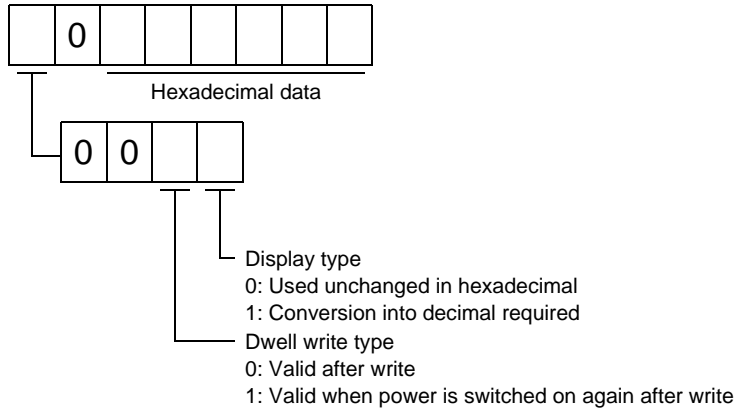 0
Hexadecimal data
0 0
Display type
0: Used unchanged in hexadecimal
1: Conversion into decimal required
Dwell write type
0: Valid after write
1: Valid when power is switched on again after write